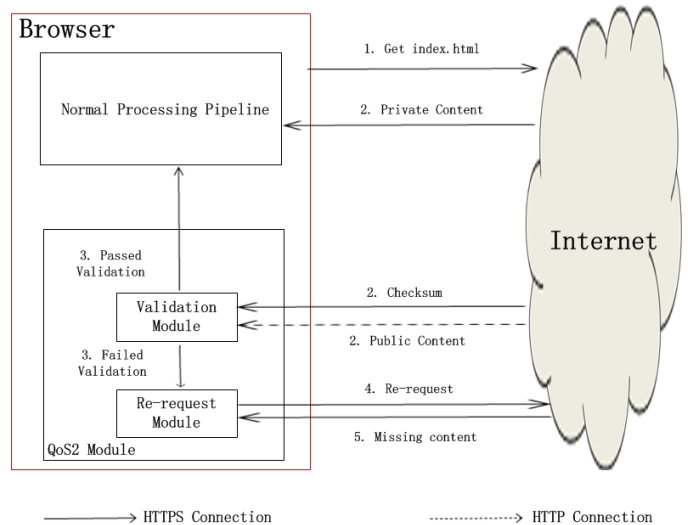 Browser
1. Get index.html
Normal Processing Pipeline
2. Private Content
Internet
3. Passed
Validation
2. Checksum
Validation
Module
2. Public Content
3. Failed
Validation
4. Re-request
Re-request
Module
5. Missing content
QoS2 Module
HTTPS Connection
HTTP Connection